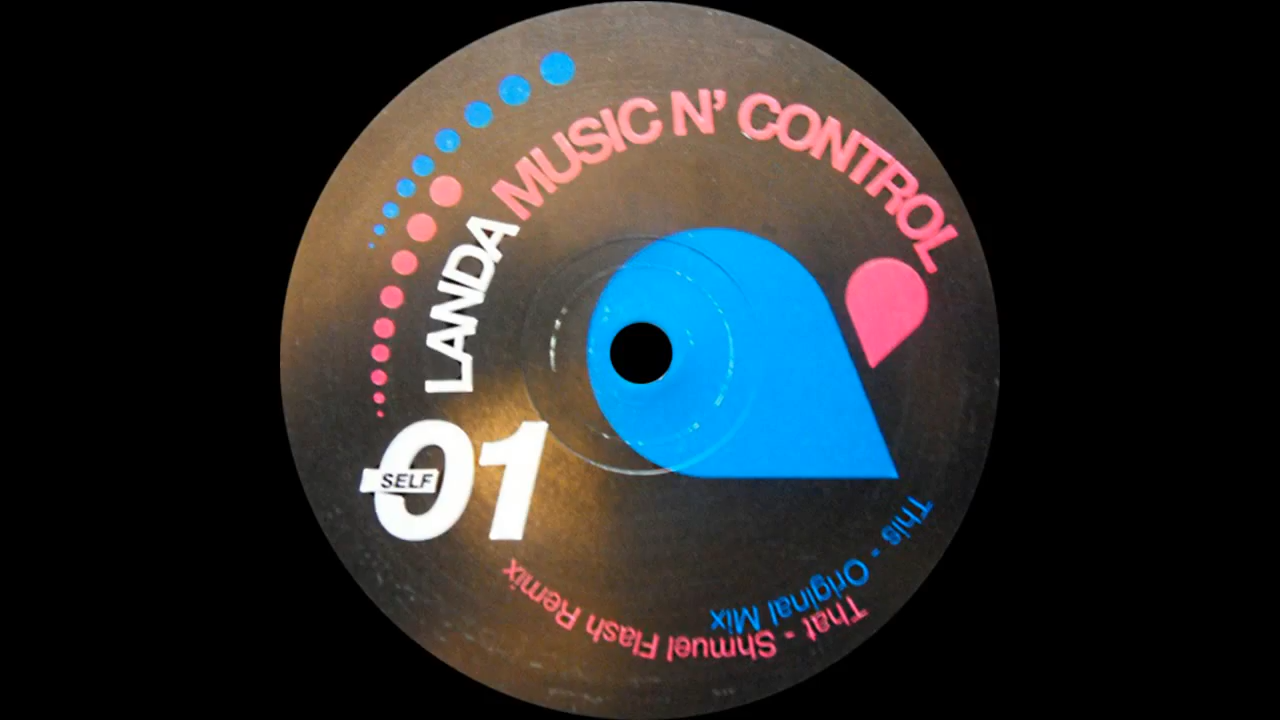 LANDA MUSIC N' CONTROL
SELF
01
This - Original Mix
That - Shmuel Flash Remix